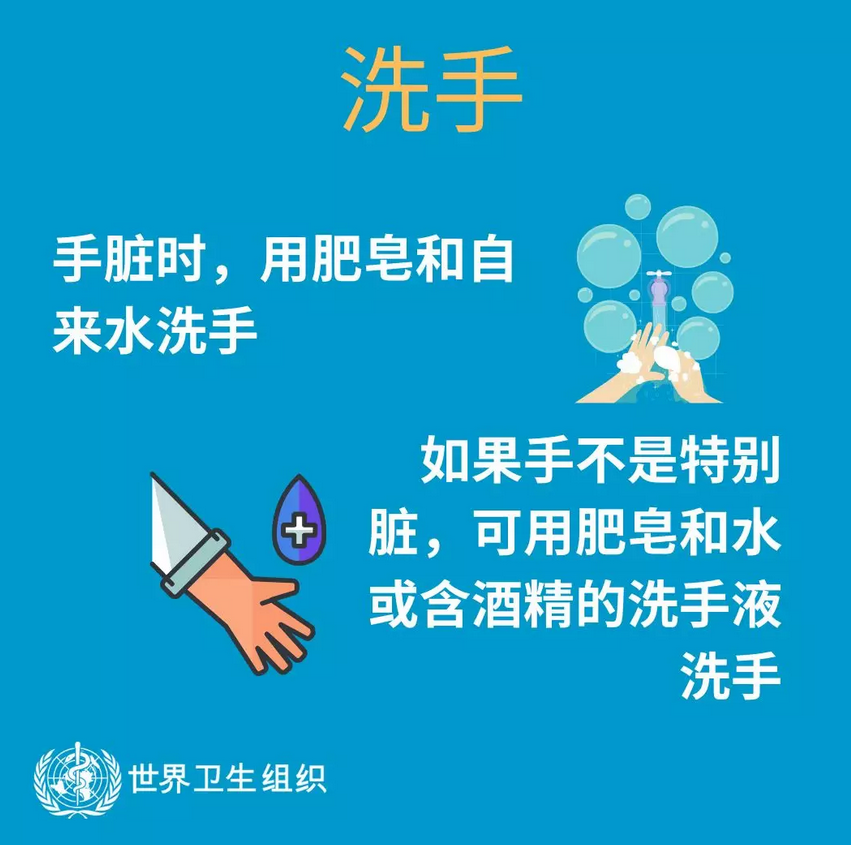 洗手
手脏时，用肥皂和自
来水洗手
如果手不是特别
脏，可用肥皂和水
或含酒精的洗手液
洗手
世界卫生组织